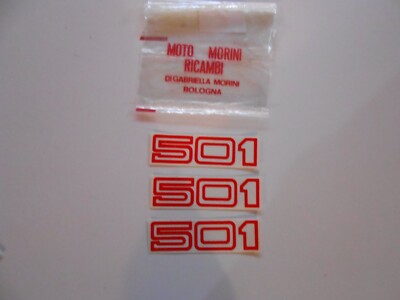 MOTO MORINI
RICAMBI
DI GABRIELLA MORINI
BOLOGNA
501
501
501